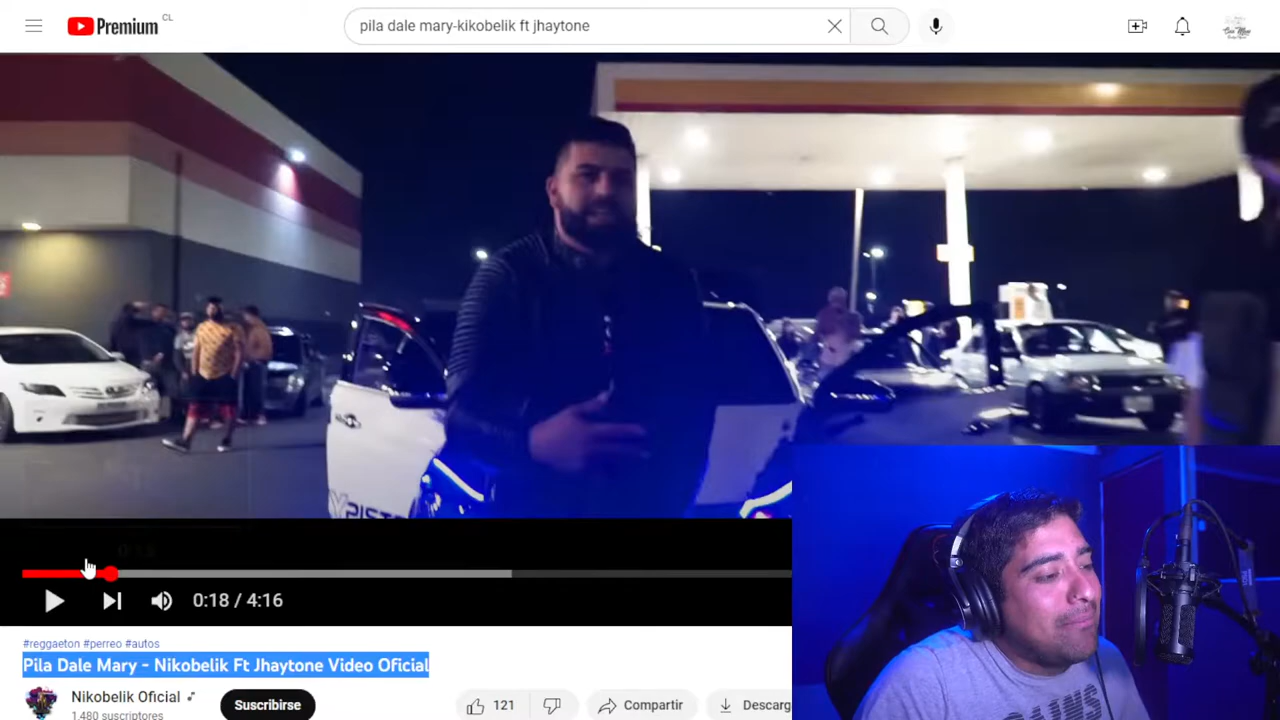 Premium CL
pila dale mary-kikobelik ft jhaytone
0:18 / 4:16
#reggaeton #perreo #autos
Pila Dale Mary - Nikobelik Ft Jhaytone Video Oficial
Nikobelik Oficial
1.480 suscriptores
Suscribirse
121
Compartir
Descarg